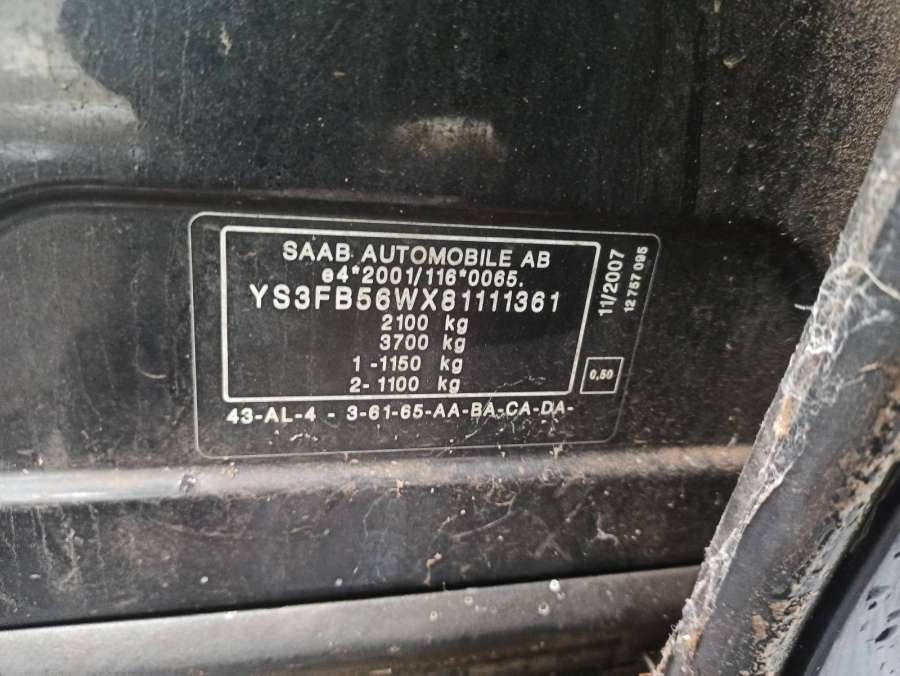 SAAB AUTOMOBILE AB
e4*2001/116*0065.
YS3FB56WX81111361
2100 kg
3700 kg
1 -1150 kg
2- 1100 kg
43-AL-4 - 3-61-65-AA-BA-CA-DA-
11/2007
12 757 095
0,50